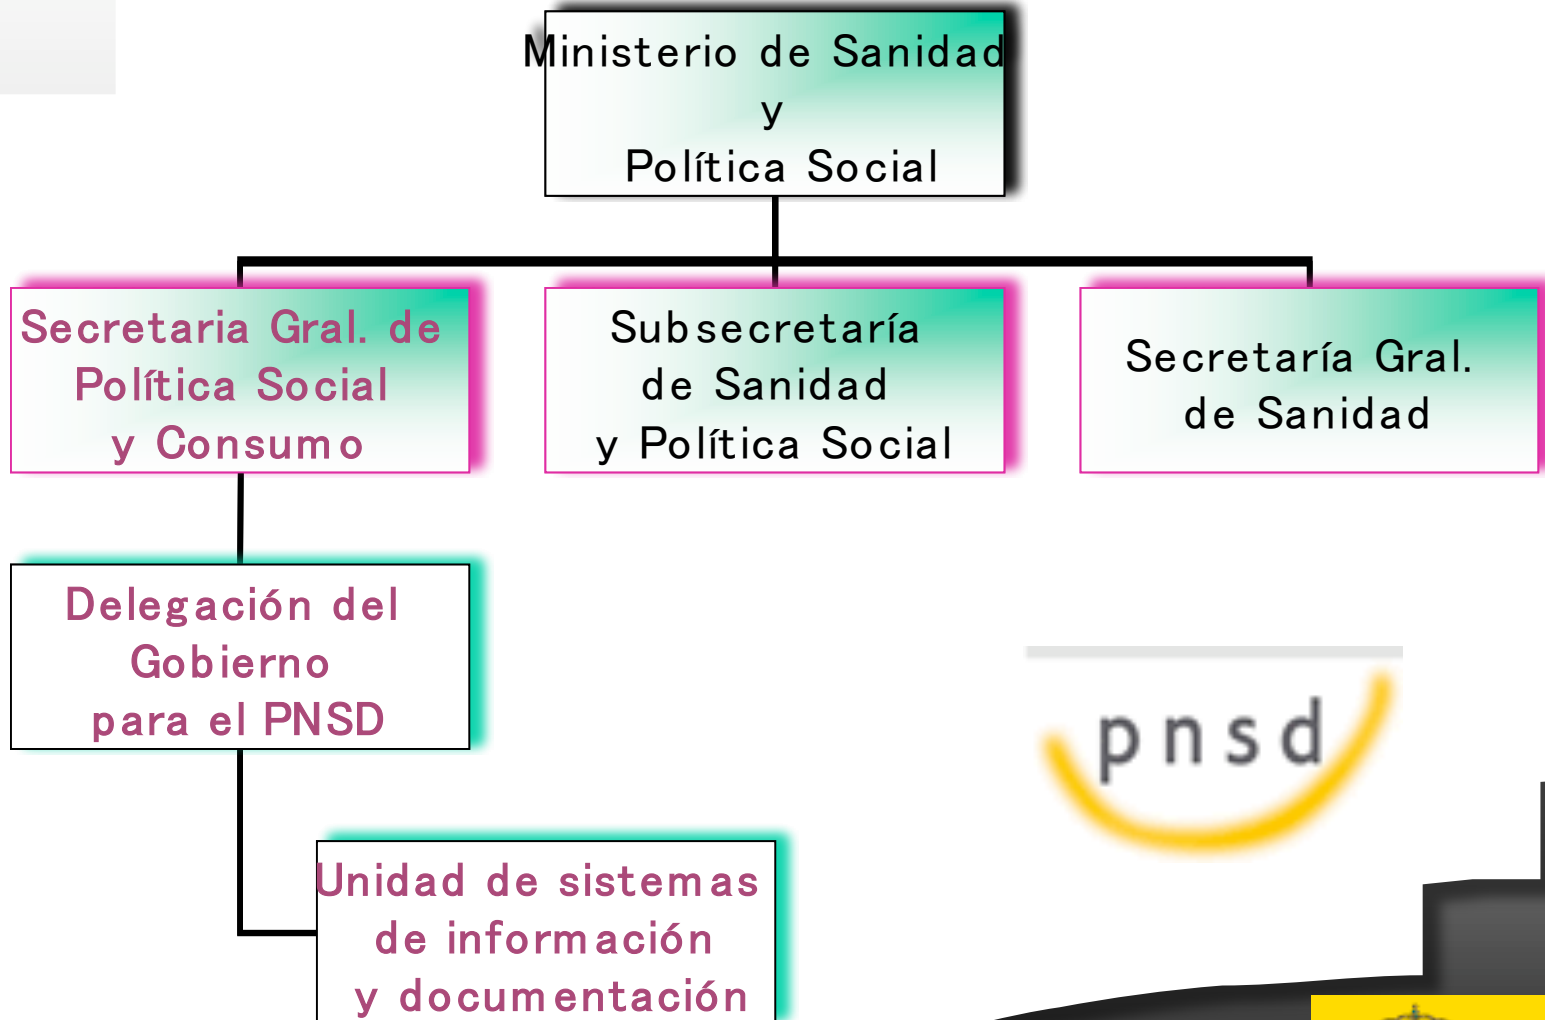 Ministerio de Sanidad
y
Política Social
Secretaria Gral. de
Política Social
y Consumo
Subsecretaría
de Sanidad
y Política Social
Secretaría Gral.
de Sanidad
Delegación del
Gobierno
para el PNSD
pnsd
Unidad de sistemas
de información
y documentación